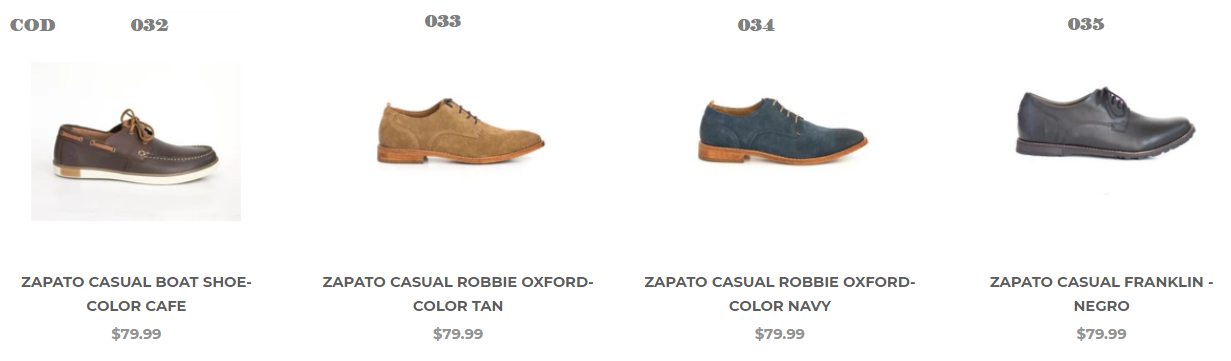 COD 032 033 034 035
ZAPATO CASUAL BOAT SHOE- ZAPATO CASUAL ROBBIE OXFORD- ZAPATO CASUAL ROBBIE OXFORD- ZAPATO CASUAL FRANKLIN -
COLOR CAFE COLOR TAN COLOR NAVY NEGRO
$79.99 $79.99 $79.99 $79.99